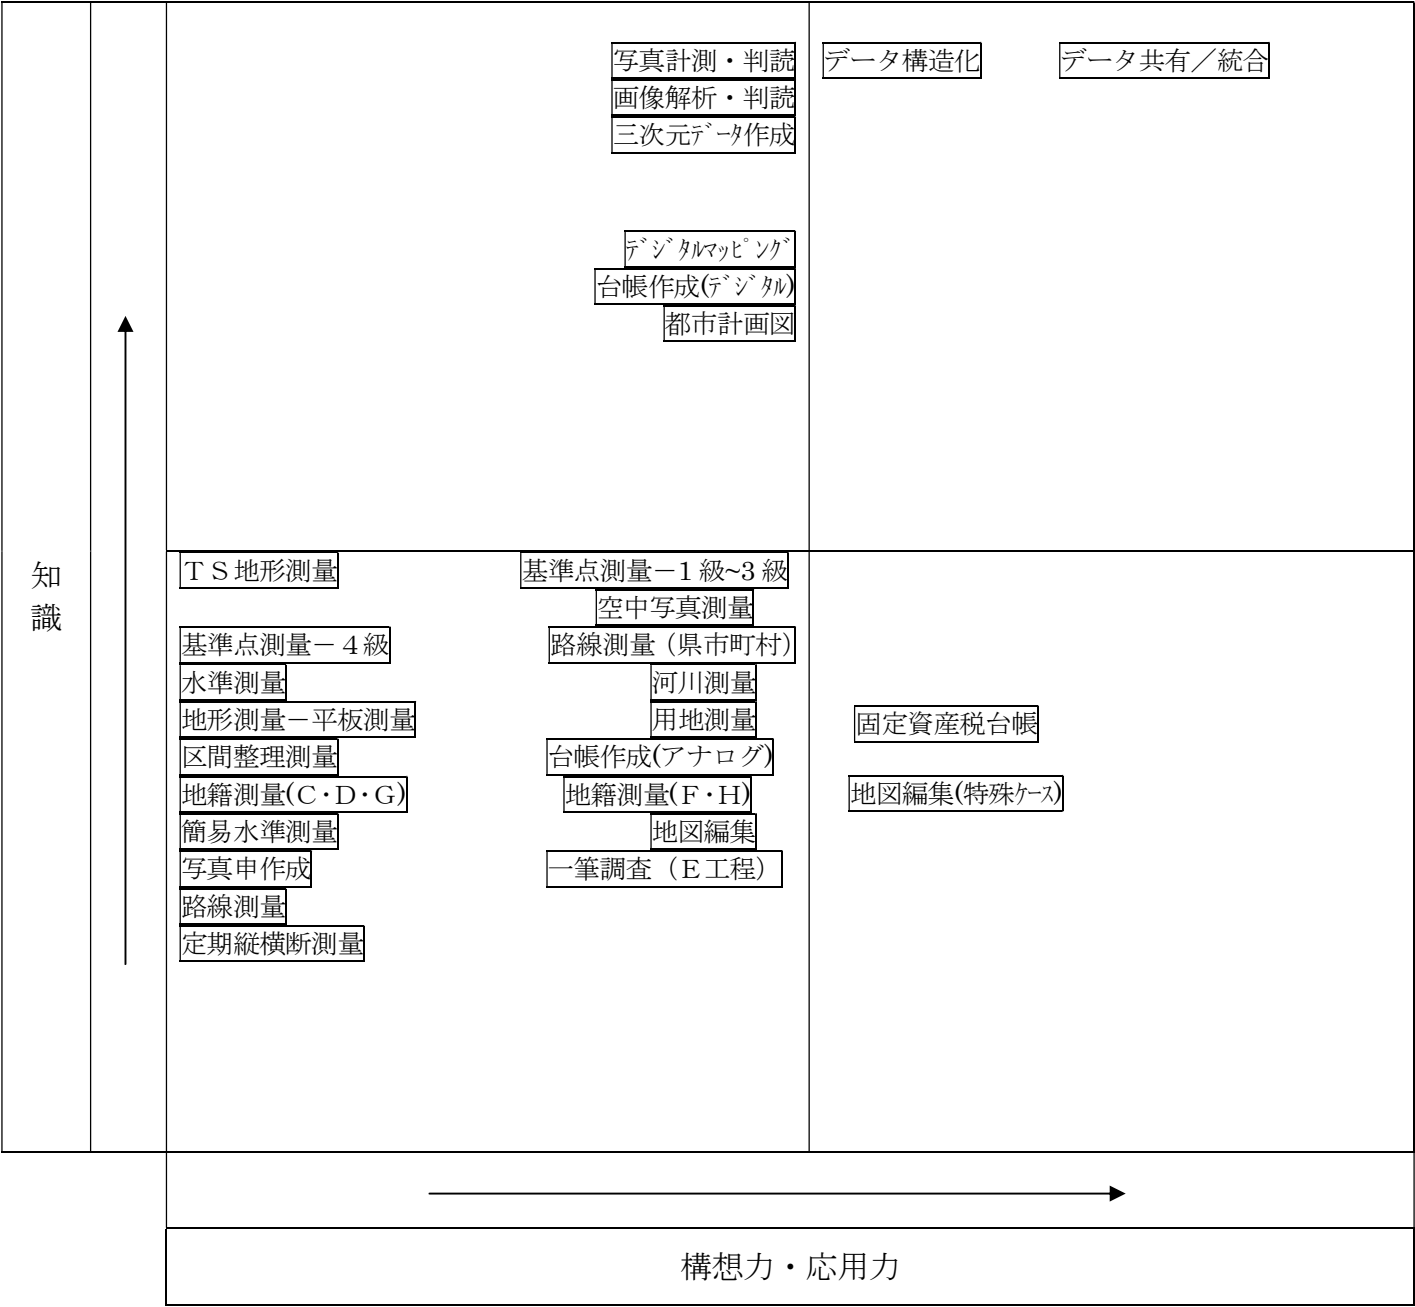 写真計測・判読
データ構造化
データ共有／統合
画像解析・判読
三次元ﾃﾞｰﾀ作成
ﾃﾞｼﾞﾀﾙﾏｯﾋﾟﾝｸﾞ
台帳作成(ﾃﾞｼﾞﾀﾙ)
都市計画図
知
識
ＴＳ地形測量
基準点測量－1級~3級
空中写真測量
基準点測量－４級
路線測量（県市町村）
水準測量
河川測量
地形測量－平板測量
用地測量
固定資産税台帳
区間整理測量
台帳作成(アナログ)
地籍測量(Ｃ・Ｄ・Ｇ)
地籍測量(Ｆ・Ｈ)
地図編集(特殊ｹｰｽ)
簡易水準測量
地図編集
写真申作成
一筆調査（Ｅ工程）
路線測量
定期縦横断測量
構想力・応用力